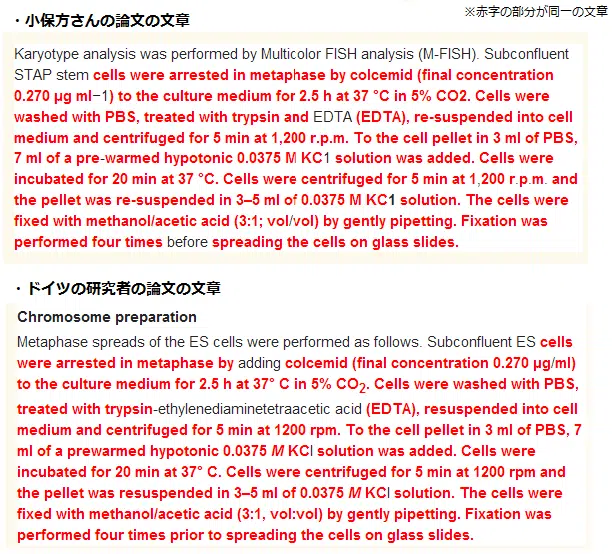 ・小保方さんの論文の文章
※赤字の部分が同一の文章
Karyotype analysis was performed by Multicolor FISH analysis (M-FISH). Subconfluent
STAP stem cells were arrested in metaphase by colcemid (final concentration
0.270 µg ml−1) to the culture medium for 2.5 h at 37 °C in 5% CO2. Cells were
washed with PBS, treated with trypsin and EDTA (EDTA), re-suspended into cell
medium and centrifuged for 5 min at 1,200 r.p.m. To the cell pellet in 3 ml of PBS,
7 ml of a pre-warmed hypotonic 0.0375 M KC1 solution was added. Cells were
incubated for 20 min at 37 °C. Cells were centrifuged for 5 min at 1,200 r.p.m. and
the pellet was re-suspended in 3–5 ml of 0.0375 M KC1 solution. The cells were
fixed with methanol/acetic acid (3:1; vol/vol) by gently pipetting. Fixation was
performed four times before spreading the cells on glass slides.
・ドイツの研究者の論文の文章
Chromosome preparation
Metaphase spreads of the ES cells were performed as follows. Subconfluent ES cells
were arrested in metaphase by adding colcemid (final concentration 0.270 µg/ml)
to the culture medium for 2.5 h at 37° C in 5% CO₂. Cells were washed with PBS,
treated with trypsin-ethylenediaminetetraacetic acid (EDTA), resuspended into cell
medium and centrifuged for 5 min at 1200 rpm. To the cell pellet in 3 ml of PBS, 7
ml of a prewarmed hypotonic 0.0375 M KCl solution was added. Cells were
incubated for 20 min at 37° C. Cells were centrifuged for 5 min at 1200 rpm and
the pellet was resuspended in 3–5 ml of 0.0375 M KCl solution. The cells were
fixed with methanol/acetic acid (3:1, vol:vol) by gently pipetting. Fixation was
performed four times prior to spreading the cells on glass slides.